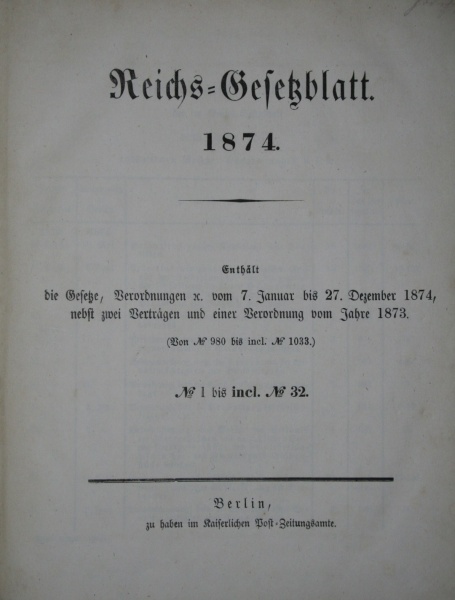 Reichs-Gesetzblatt.
1874.
Enthält
die Gesetze, Verordnungen ꝛc. vom 7. Januar bis 27. Dezember 1874,
nebst zwei Verträgen und einer Verordnung vom Jahre 1873.
(Von № 980 bis incl. № 1033.)
№ 1 bis incl. № 32.
Berlin,
zu haben im Kaiserlichen Post-Zeitungsamte.